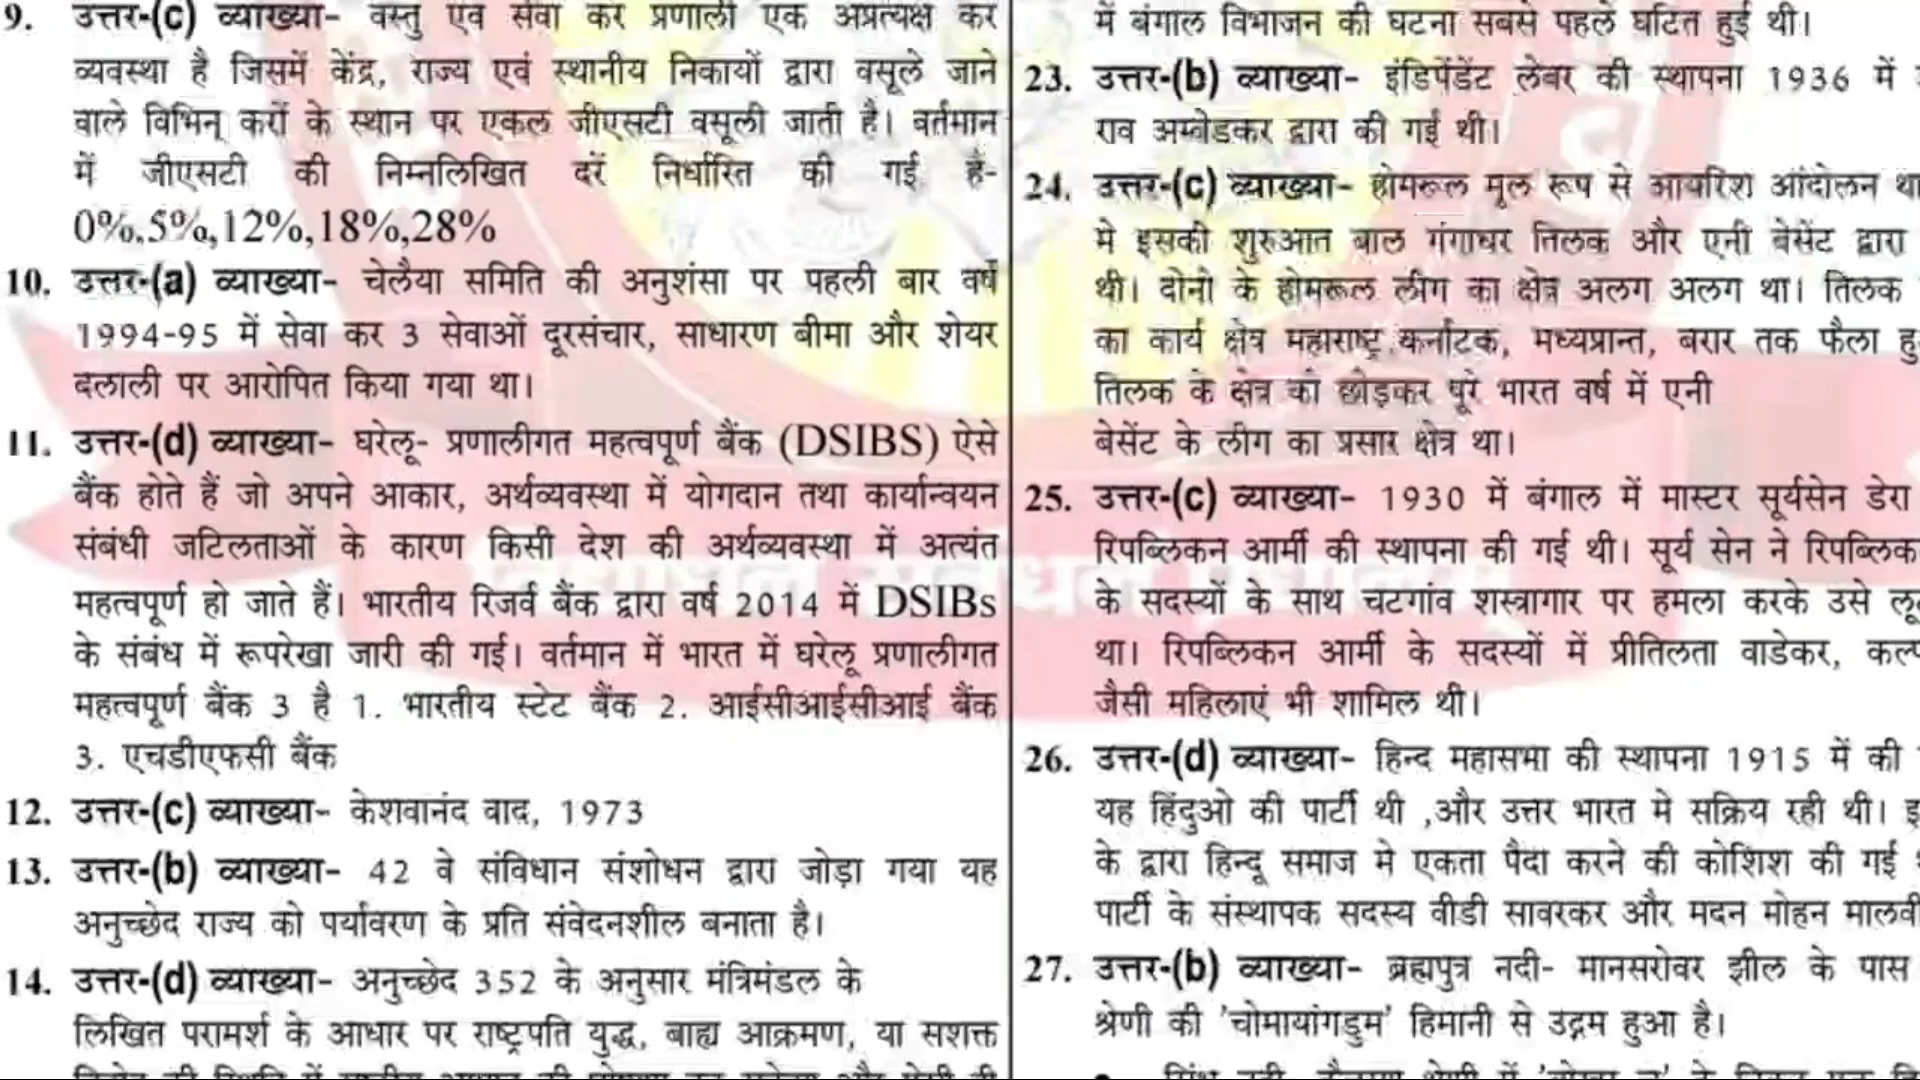 9. उत्तर-(c) व्याख्या- वस्तु एवं सेवा कर प्रणाली एक अप्रत्यक्ष कर
व्यवस्था है जिसमें केंद्र, राज्य एवं स्थानीय निकायों द्वारा वसूले जाने
वाले विभिन् करों के स्थान पर एकल जीएसटी वसूली जाती है। वर्तमान
में जीएसटी की निम्नलिखित दरें निर्धारित की गई है-
0%,5%,12%,18%,28%
10. उत्तर-(a) व्याख्या- चेलैया समिति की अनुशंसा पर पहली बार वर्ष
1994-95 में सेवा कर 3 सेवाओं दूरसंचार, साधारण बीमा और शेयर
दलाली पर आरोपित किया गया था।
11. उत्तर-(d) व्याख्या- घरेलू- प्रणालीगत महत्वपूर्ण बैंक (DSIBS) ऐसे
बैंक होते हैं जो अपने आकार, अर्थव्यवस्था में योगदान तथा कार्यान्वयन
संबंधी जटिलताओं के कारण किसी देश की अर्थव्यवस्था में अत्यंत
महत्वपूर्ण हो जाते हैं। भारतीय रिजर्व बैंक द्वारा वर्ष 2014 में DSIBs
के संबंध में रूपरेखा जारी की गई। वर्तमान में भारत में घरेलू प्रणालीगत
महत्वपूर्ण बैंक 3 है 1. भारतीय स्टेट बैंक 2. आईसीआईसीआई बैंक
3. एचडीएफसी बैंक
12. उत्तर-(c) व्याख्या- केशवानंद वाद, 1973
13. उत्तर-(b) व्याख्या- 42 वे संविधान संशोधन द्वारा जोड़ा गया यह
अनुच्छेद राज्य को पर्यावरण के प्रति संवेदनशील बनाता है।
14. उत्तर-(d) व्याख्या- अनुच्छेद 352 के अनुसार मंत्रिमंडल के
लिखित परामर्श के आधार पर राष्ट्रपति युद्ध, बाह्य आक्रमण, या सशक्त
में बंगाल विभाजन की घटना सबसे पहले घटित हुई थी।
23. उत्तर-(b) व्याख्या- इंडिपेंडेंट लेबर की स्थापना 1936 में
राव अम्बेडकर द्वारा की गई थी।
24. उत्तर-(c) व्याख्या- होमरूल मूल रूप से आयरिश आंदोलन था
मे इसकी शुरुआत बाल गंगाधर तिलक और एनी बेसेंट द्वारा
थी। दोनो के होमरूल लीग का क्षेत्र अलग अलग था। तिलक
का कार्य क्षेत्र महाराष्ट्र,कर्नाटक, मध्यप्रान्त, बरार तक फैला
तिलक के क्षेत्र को छोड़कर पूरे भारत वर्ष में एनी
बेसेंट के लीग का प्रसार क्षेत्र था।
25. उत्तर-(c) व्याख्या- 1930 में बंगाल में मास्टर सूर्यसेन डेरा
रिपब्लिकन आर्मी की स्थापना की गई थी। सूर्य सेन ने
के सदस्यों के साथ चटगांव शस्त्रागार पर हमला करके उसे
था। रिपब्लिकन आर्मी के सदस्यों में प्रीतिलता वाडेकर,
जैसी महिलाएं भी शामिल थी।
26. उत्तर-(d) व्याख्या- हिन्द महासभा की स्थापना 1915 में की
यह हिंदुओ की पार्टी थी ,और उत्तर भारत मे सक्रिय रही थी।
के द्वारा हिन्दू समाज मे एकता पैदा करने की कोशिश की गई
पार्टी के संस्थापक सदस्य वीडी सावरकर और मदन मोहन
27. उत्तर-(b) व्याख्या- ब्रह्मपुत्र नदी- मानसरोवर झील के पास
श्रेणी की 'चोमायांगडुम' हिमानी से उद्गम हुआ है।